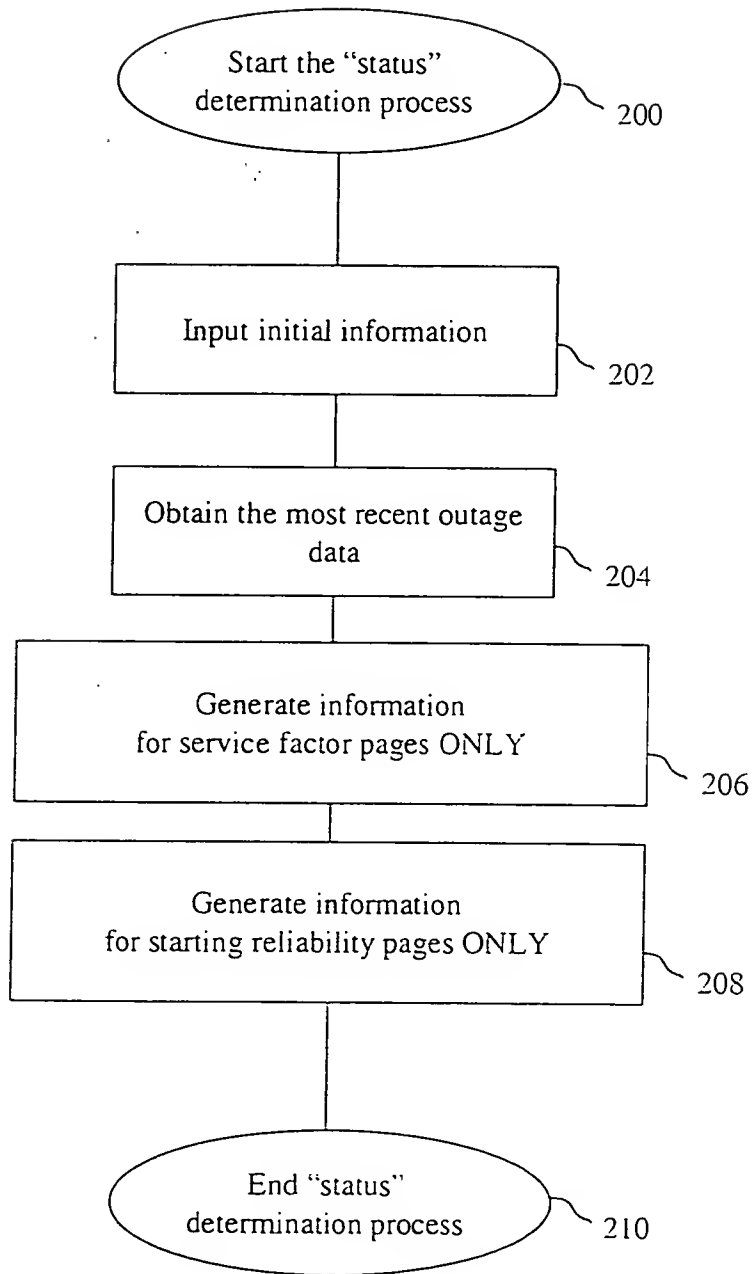 Start the “status”
determination process
200
Input initial information
202
Obtain the most recent outage
data
204
Generate information
for service factor pages ONLY
206
Generate information
for starting reliability pages ONLY
208
End “status”
determination process
210